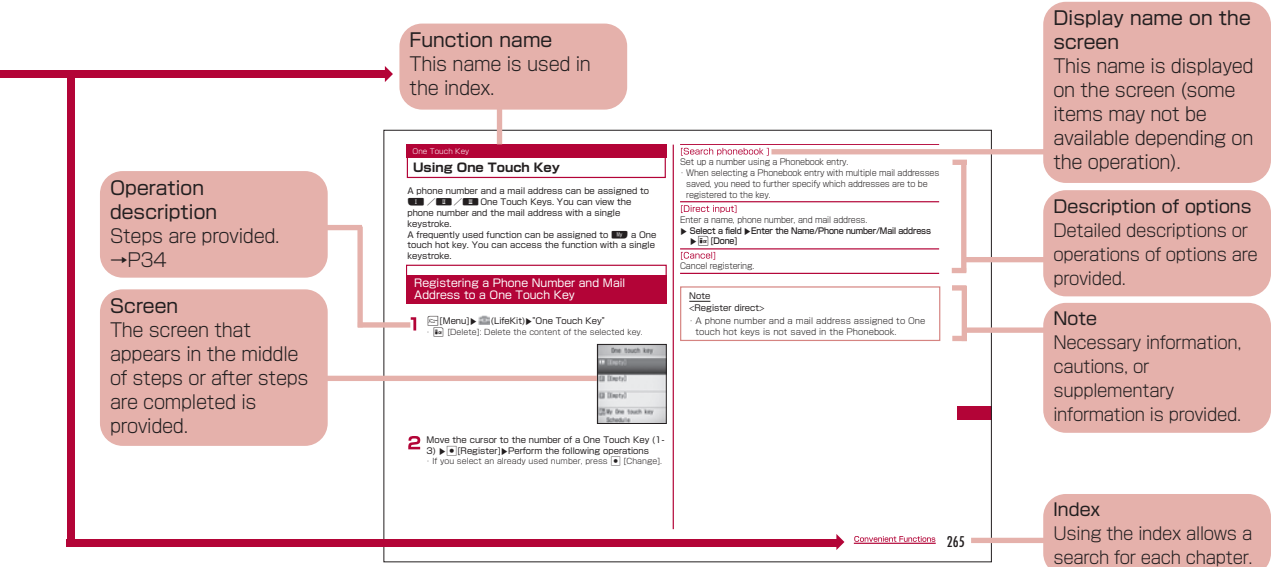 Function name
This name is used in
the index.
Operation
description
Steps are provided.
→P34
Screen
The screen that
appears in the middle
of steps or after steps
are completed is
provided.
One Touch Key
Using One Touch Key
A phone number and a mail address can be assigned to
I / II / III One Touch Keys. You can view the
phone number and the mail address with a single
keystroke.
A frequently used function can be assigned to My a One
touch hot key. You can access the function with a single
keystroke.
Registering a Phone Number and Mail
Address to a One Touch Key
1 [Menu]▶(LifeKit)▶"One Touch Key"
· [Delete]: Delete the content of the selected key.
One touch key
[Empty]
[Empty]
[Empty]
My One touch key
Schedule
2 Move the cursor to the number of a One Touch Key (1-
3) ▶[Register]▶Perform the following operations
· If you select an already used number, press [Change].
[Search phonebook ]
Set up a number using a Phonebook entry.
· When selecting a Phonebook entry with multiple mail addresses
saved, you need to further specify which addresses are to be
registered to the key.
[Direct input]
Enter a name, phone number, and mail address.
▶ Select a field ▶Enter the Name/Phone number/Mail address
▶[Done]
[Cancel]
Cancel registering.
Note
<Register direct>
· A phone number and a mail address assigned to One
touch hot keys is not saved in the Phonebook.
Convenient Functions 265
Display name on the
screen
This name is displayed
on the screen (some
items may not be
available depending on
the operation).
Description of options
Detailed descriptions or
operations of options are
provided.
Note
Necessary information,
cautions, or
supplementary
information is provided.
Index
Using the index allows a
search for each chapter.